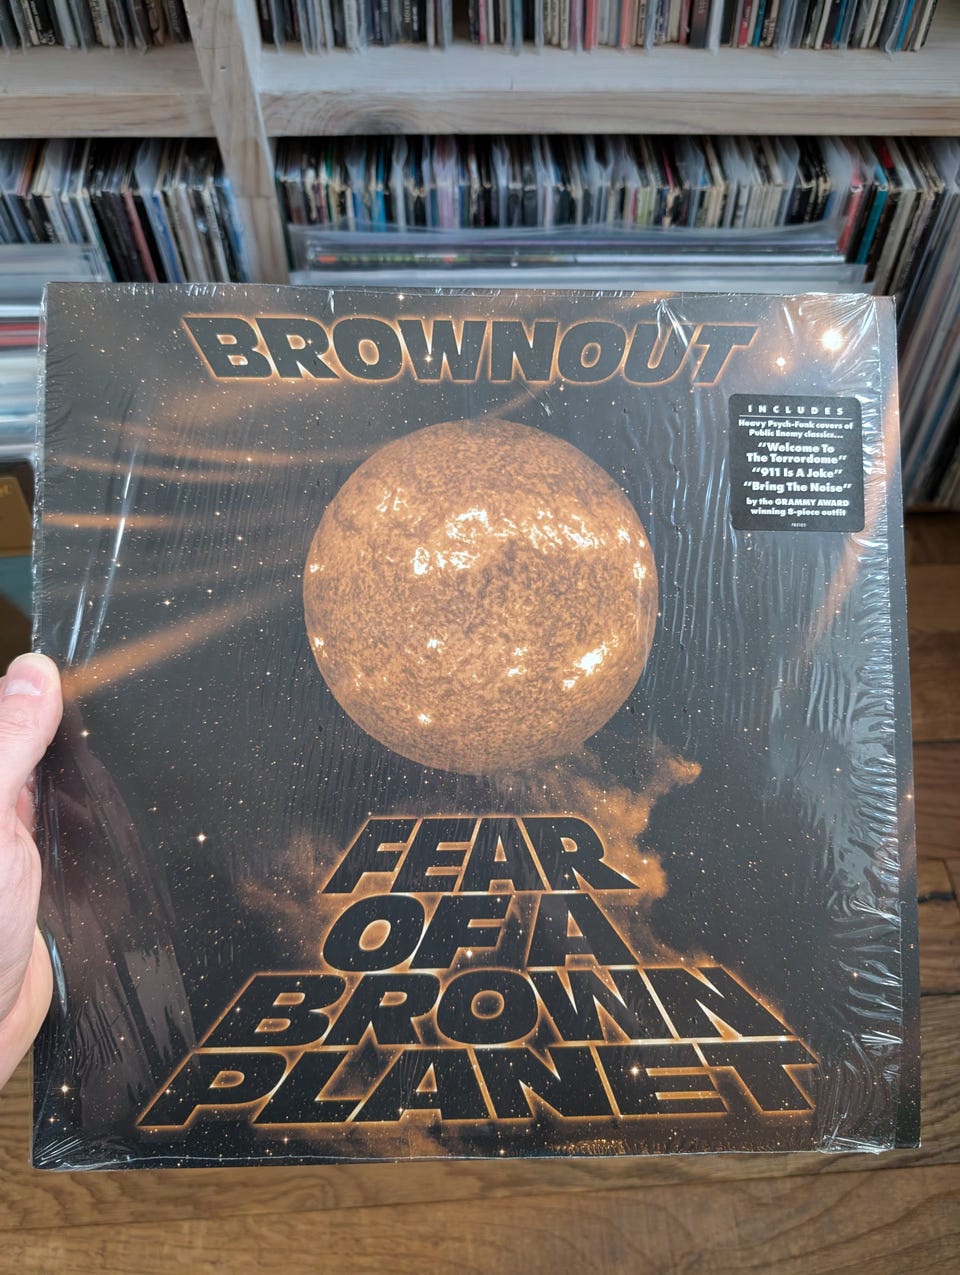 BROWNOUT
INCLUDES
Heavy Psych-Funk covers of
Public Enemy classics...
"Welcome To
The Terrordome"
"911 Is A Joke"
"Bring The Noise"
by the GRAMMY AWARD
winning 8-piece outfit
FEAR
OF A
BROWN
PLANET